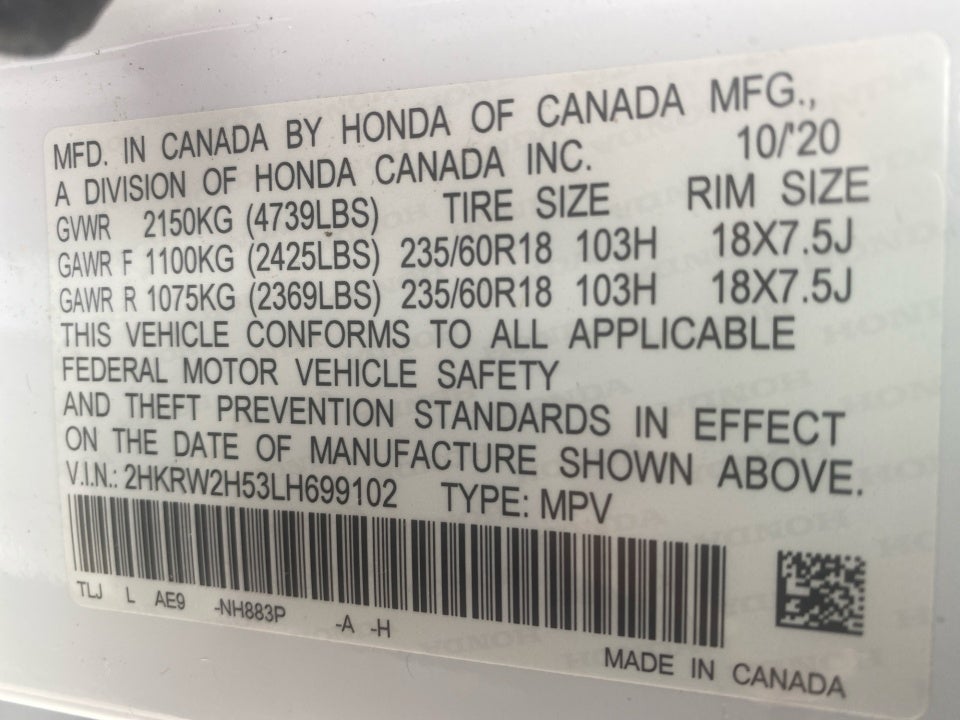 MFD. IN CANADA BY HONDA OF CANADA MFG.,
A DIVISION OF HONDA CANADA INC. 10/'20
GVWR 2150KG (4739LBS) TIRE SIZE RIM SIZE
GAWR F 1100KG (2425LBS) 235/60R18 103H 18X7.5J
GAWR R 1075KG (2369LBS) 235/60R18 103H 18X7.5J
THIS VEHICLE CONFORMS TO ALL APPLICABLE
FEDERAL MOTOR VEHICLE SAFETY
AND THEFT PREVENTION STANDARDS IN EFFECT
ON THE DATE OF MANUFACTURE SHOWN ABOVE.
V.I.N.: 2HKRW2H53LH699102 TYPE: MPV
TLJ L AE9 -NH883P -A -H
MADE IN CANADA